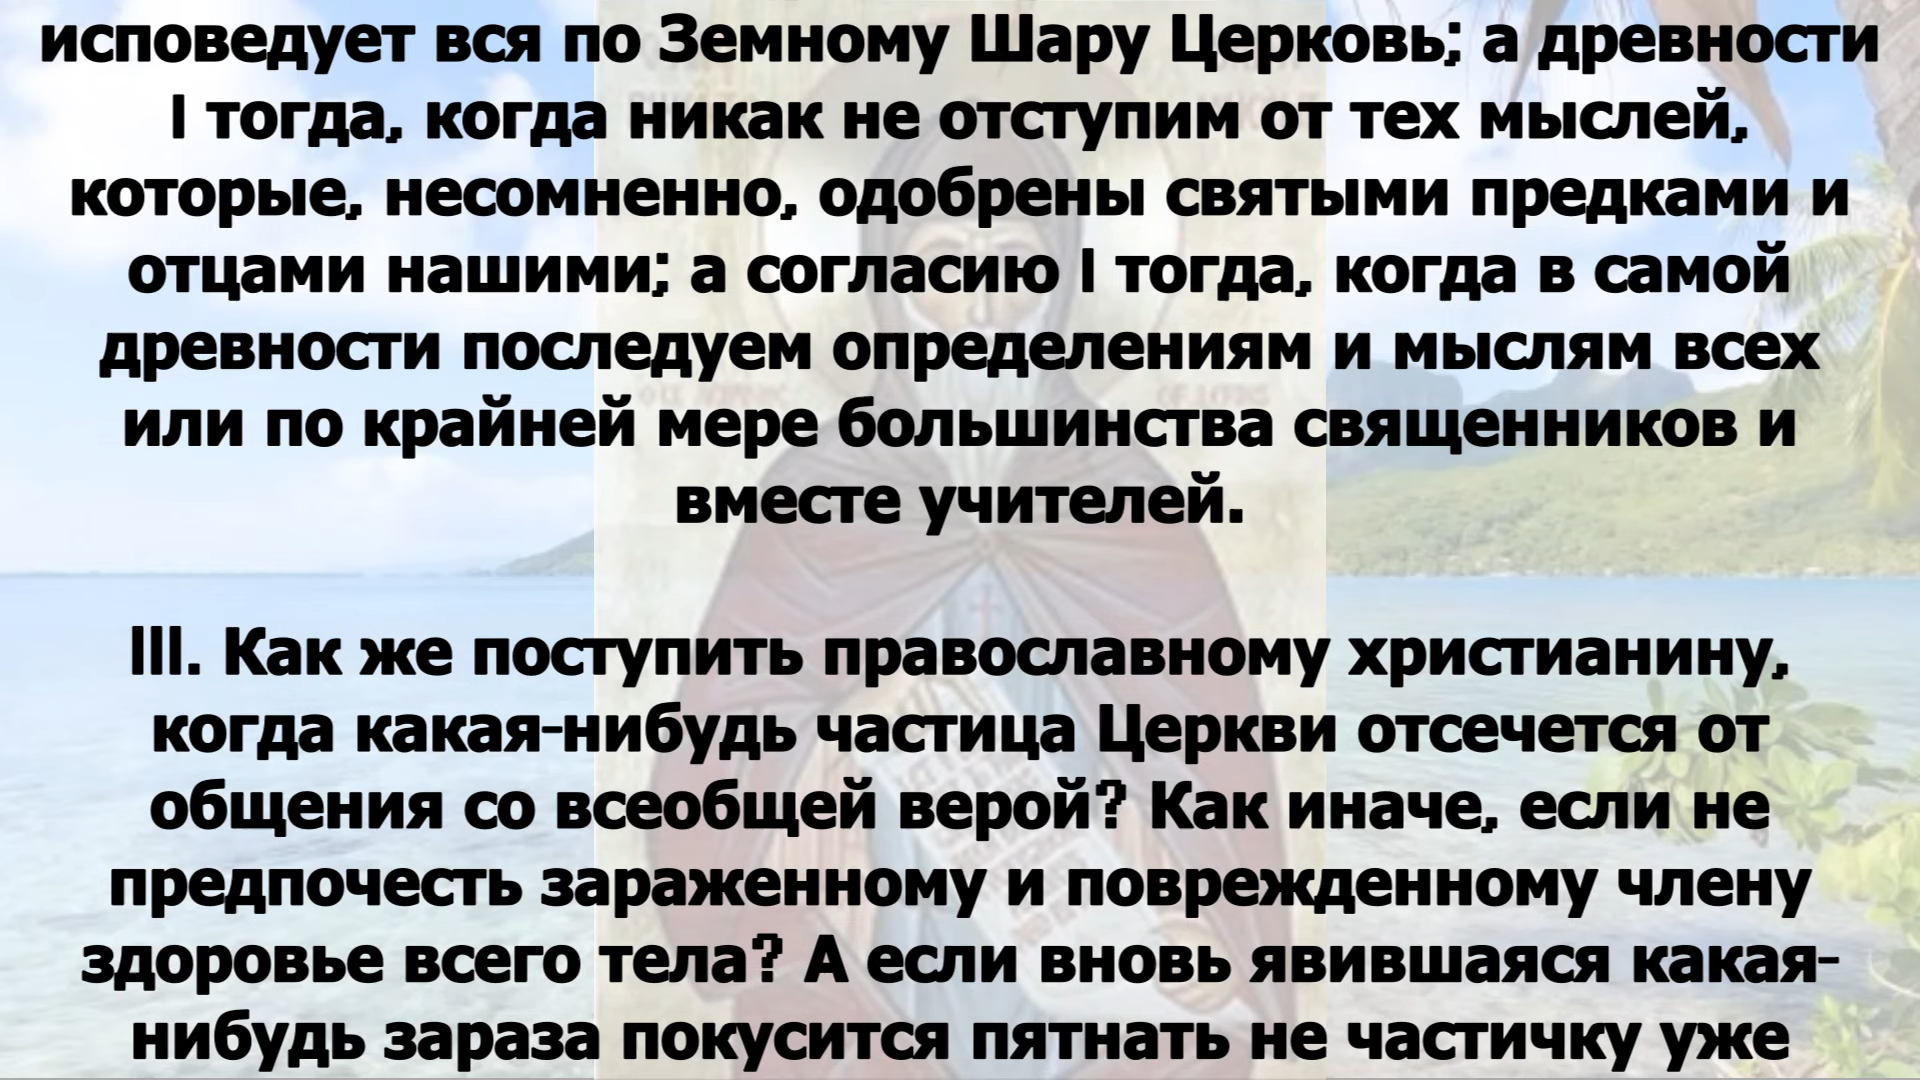 исповедует вся по Земному Шару Церковь; а древности
І тогда, когда никак не отступим от тех мыслей,
которые, несомненно, одобрены святыми предками и
отцами нашими; а согласию І тогда, когда в самой
древности последуем определениям и мыслям всех
или по крайней мере большинства священников и
вместе учителей.
III. Как же поступить православному христианину,
когда какая-нибудь частица Церкви отсечется от
общения со всеобщей верой? Как иначе, если не
предпочесть зараженному и поврежденному члену
здоровье всего тела? А если вновь явившаяся какая-
нибудь зараза покусится пятнать не частичку уже